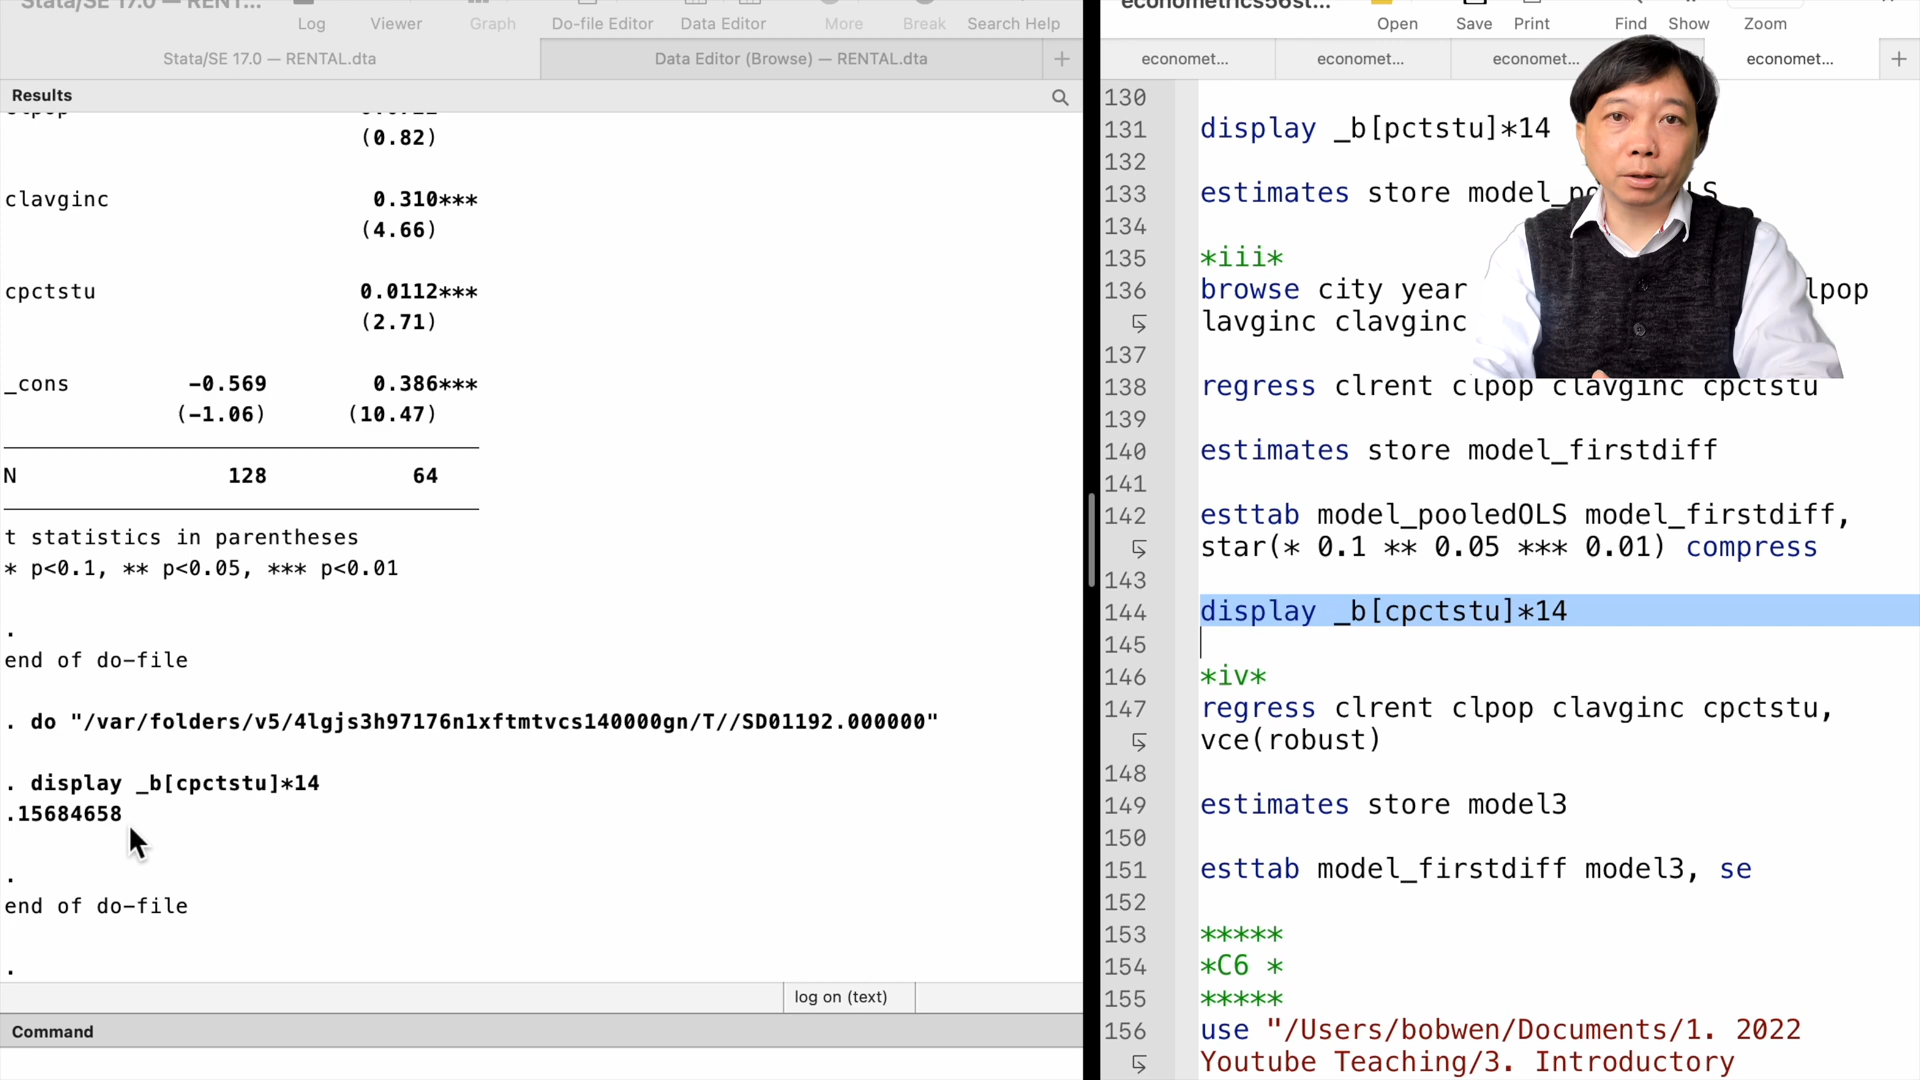 Stata/SE 17.0 — RENTAL.dta
Log
Viewer
Graph
Do-file Editor
Data Editor
More
Break
Search Help
Stata/SE 17.0 — RENTAL.dta
Data Editor (Browse) — RENTAL.dta
+
Results
(0.82)
clavginc 0.310***
(4.66)
cpctstu 0.0112***
(2.71)
_cons -0.569 0.386***
(-1.06) (10.47)
N 128 64
t statistics in parentheses
* p<0.1, ** p<0.05, *** p<0.01
.
end of do-file
. do "/var/folders/v5/4lgjs3h97176n1xftmtvcs140000gn/T//SD01192.000000"
. display _b[cpctstu]*14
.15684658
.
end of do-file
.
log on (text)
Command
econometrics56st...
Open
Save
Print
Find
Show
Zoom
economet...
economet...
economet...
economet...
+
130
131 display _b[pctstu]*14
132
133 estimates store
134
135 *iii*
136 browse city year lpop
lavginc clavginc
137
138 regress clrent clpop clavginc cpctstu
139
140 estimates store model_firstdiff
141
142 esttab model_pooledOLS model_firstdiff,
star(* 0.1 ** 0.05 *** 0.01) compress
143
144 display _b[cpctstu]*14
145
146 *iv*
147 regress clrent clpop clavginc cpctstu,
vce(robust)
148
149 estimates store model3
150
151 esttab model_firstdiff model3, se
152
153 *****
154 *C6 *
155 *****
156 use "/Users/bobwen/Documents/1. 2022
Youtube Teaching/3. Introductory